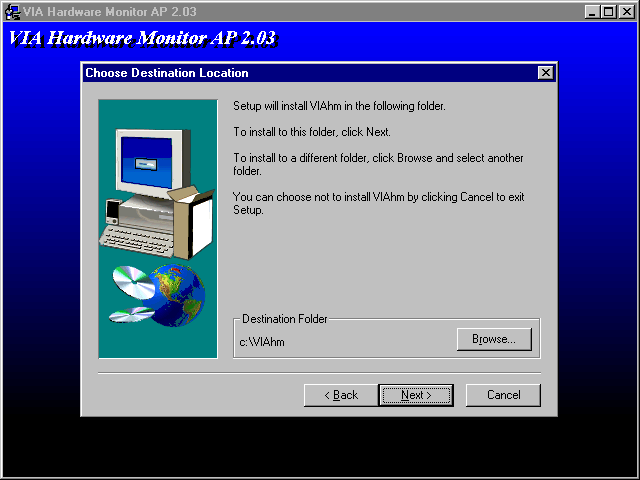 VIA Hardware Monitor AP 2.03
VIA Hardware Monitor AP 2.03
Choose Destination Location
Setup will install VIAhm in the following folder.
To install to this folder, click Next.
To install to a different folder, click Browse and select another
folder.
You can choose not to install VIAhm by clicking Cancel to exit
Setup.
Destination Folder
c:\VIAhm
Browse...
< Back
Next >
Cancel